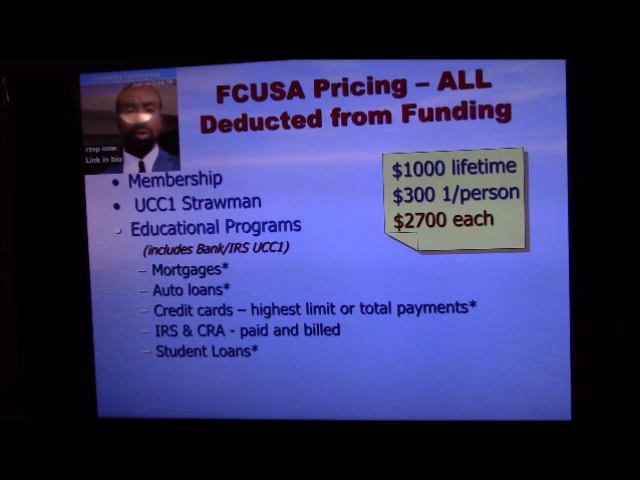 FCUSA Pricing – ALL
Deducted from Funding
rsvp now.
Link in bio
• Membership
• UCC1 Strawman
Educational Programs
(includes Bank/IRS UCC1)
– Mortgages*
– Auto loans*
– Credit cards – highest limit or total payments*
– IRS & CRA - paid and billed
– Student Loans*
$1000 lifetime
$300 1/person
$2700 each